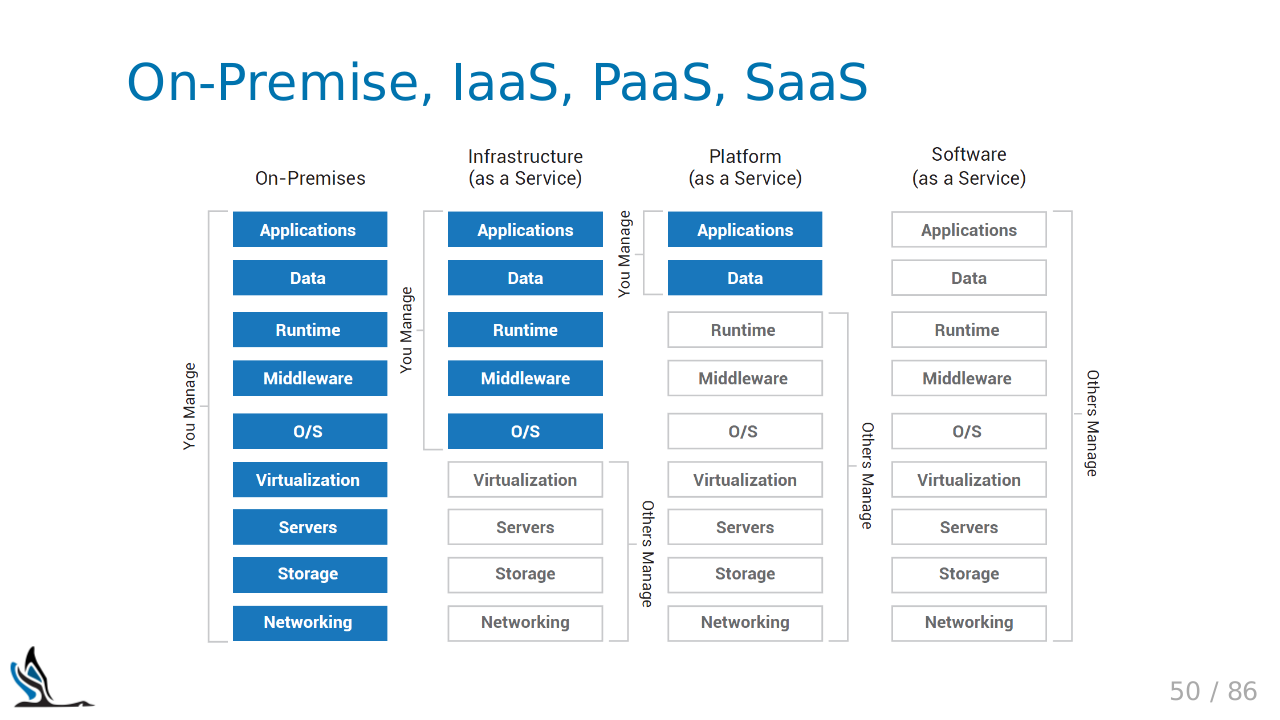 On-Premise, IaaS, PaaS, SaaS
On-Premises
Infrastructure
(as a Service)
Platform
(as a Service)
Software
(as a Service)
You Manage
Applications
Data
Runtime
Middleware
O/S
Virtualization
Servers
Storage
Networking
You Manage
Applications
Data
Runtime
Middleware
O/S
Virtualization
Servers
Storage
Networking
Others Manage
You Manage
Applications
Data
Runtime
Middleware
O/S
Virtualization
Servers
Storage
Networking
Others Manage
Applications
Data
Runtime
Middleware
O/S
Virtualization
Servers
Storage
Networking
Others Manage
50 / 86